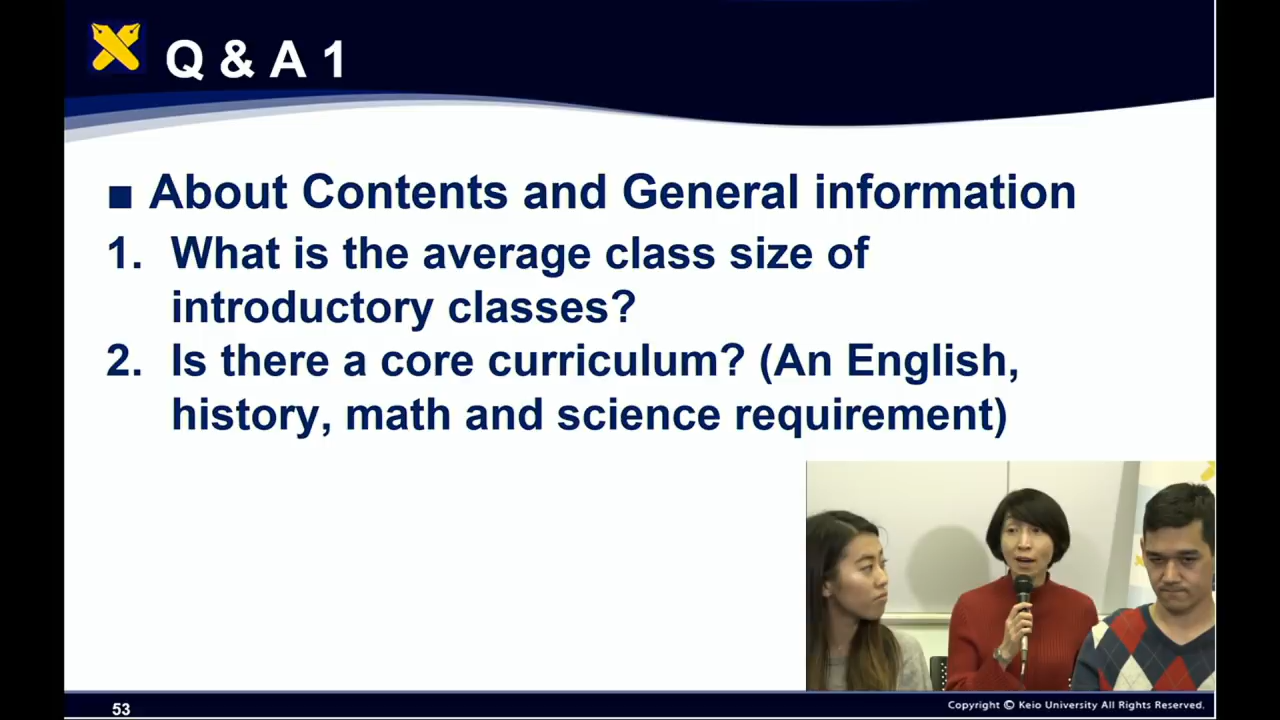 Q & A 1
■ About Contents and General information
1. What is the average class size of
introductory classes?
2. Is there a core curriculum? (An English,
history, math and science requirement)
53
Copyright © Keio University All Rights Reserved.